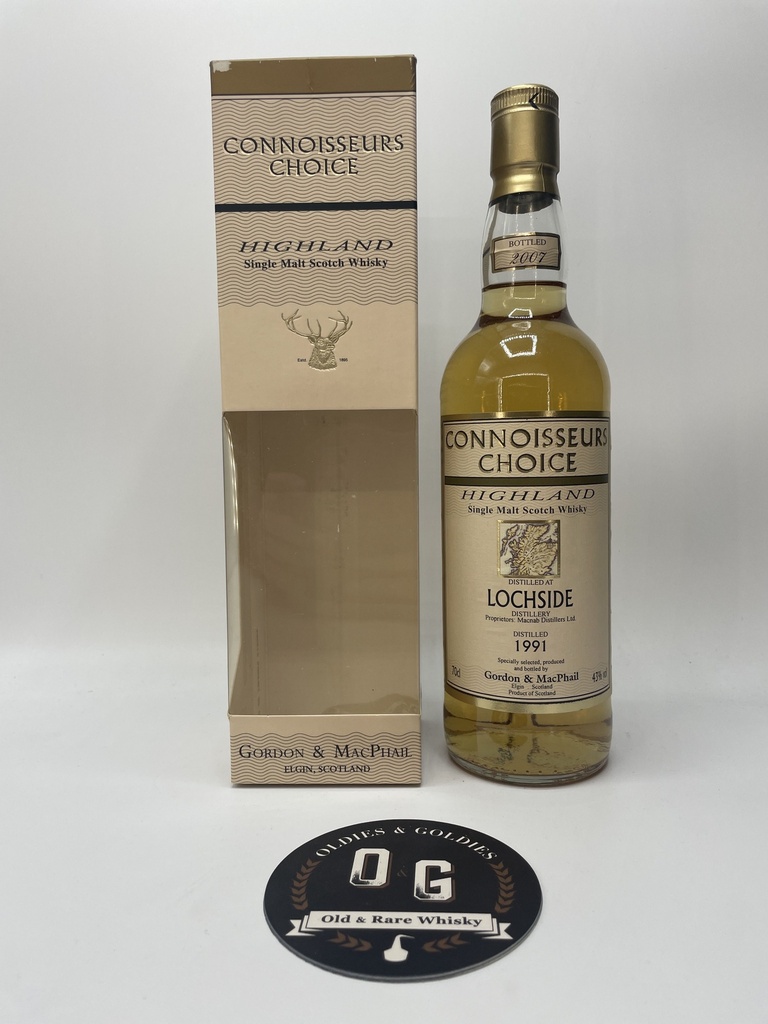 CONNOISSEURS
CHOICE
HIGHLAND
Single Malt Scotch Whisky
Estd. 1895
GORDON & MACPHAIL
ELGIN, SCOTLAND
BOTTLED
2007
CONNOISSEURS
CHOICE
HIGHLAND
Single Malt Scotch Whisky
DISTILLED AT
LOCHSIDE
DISTILLERY
Proprietors: Macnab Distillers Ltd.
DISTILLED
1991
Specially selected, produced
and bottled by
70cl Gordon & MacPhail 43% vol
Elgin Scotland
Product of Scotland
OLDIES & GOLDIES
O & G
Old & Rare Whisky